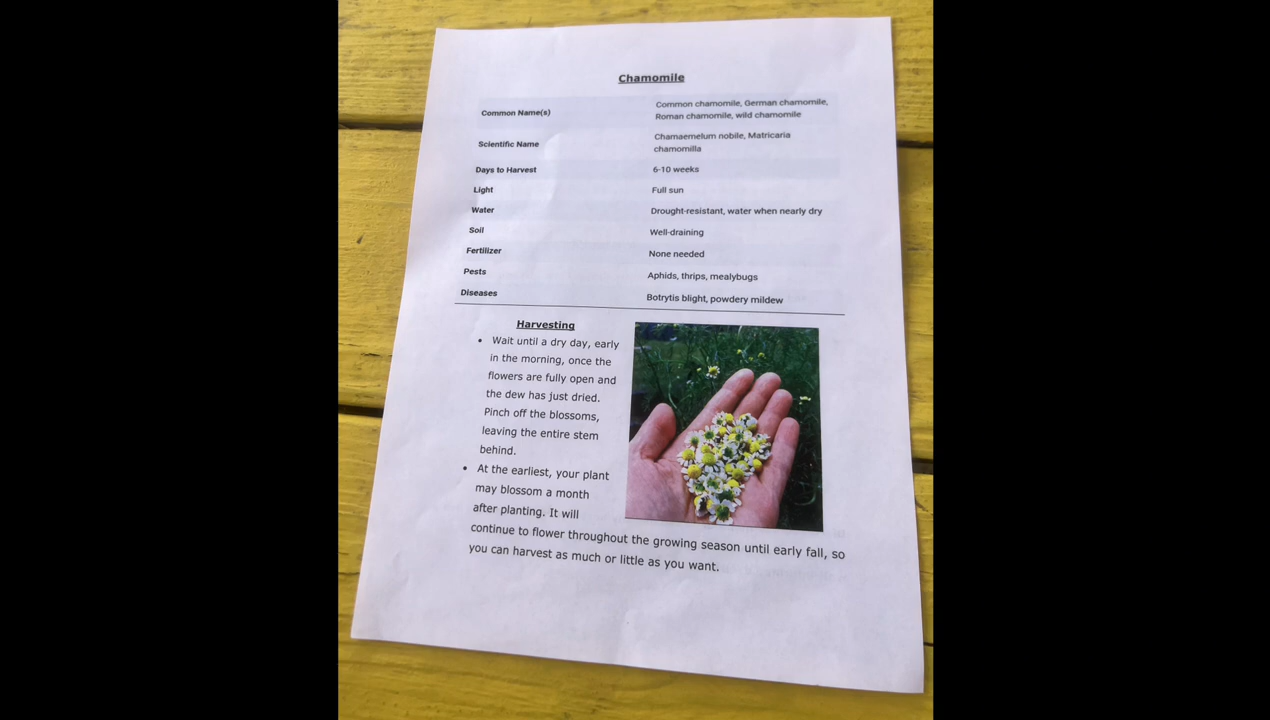 Chamomile
Common Name(s)
Common chamomile, German chamomile,
Roman chamomile, wild chamomile
Scientific Name
Chamaemelum nobile, Matricaria
chamomilla
Days to Harvest
6-10 weeks
Light
Full sun
Water
Drought-resistant, water when nearly dry
Soil
Well-draining
Fertilizer
None needed
Pests
Aphids, thrips, mealybugs
Diseases
Botrytis blight, powdery mildew
Harvesting
• Wait until a dry day, early
in the morning, once the
flowers are fully open and
the dew has just dried.
Pinch off the blossoms,
leaving the entire stem
behind.
• At the earliest, your plant
may blossom a month
after planting. It will
continue to flower throughout the growing season until early fall, so
you can harvest as much or little as you want.